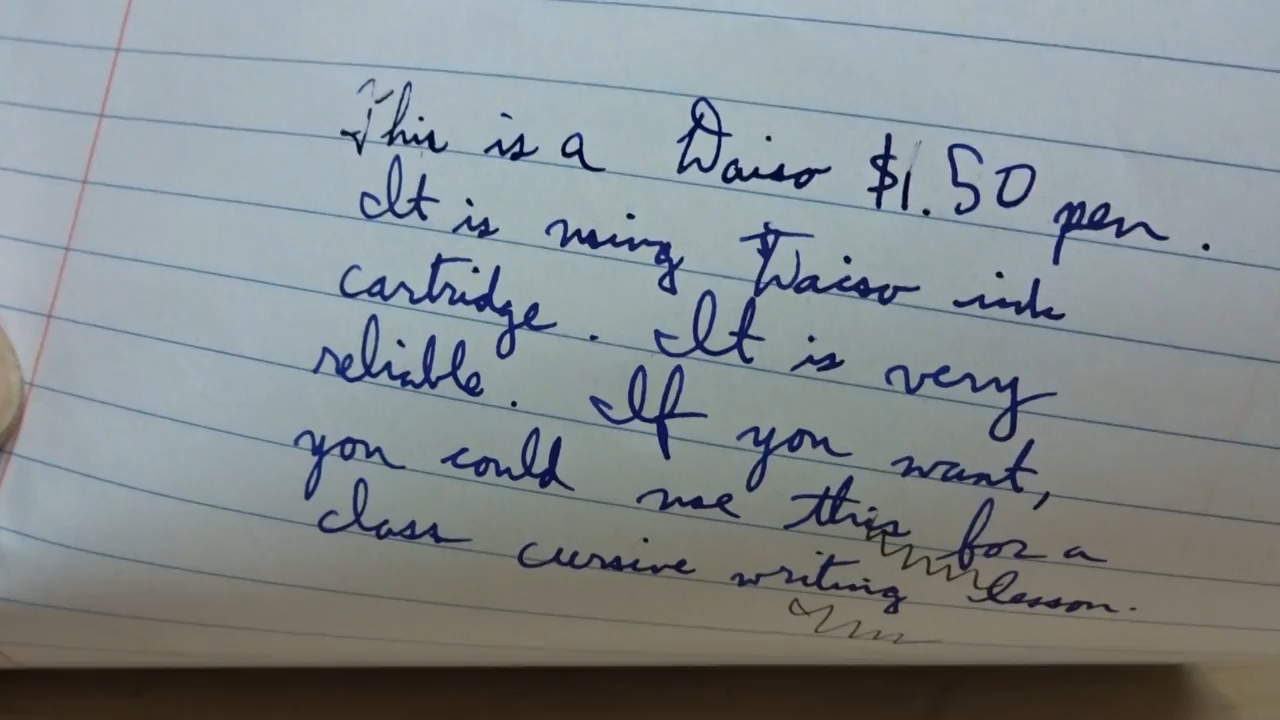 This is a Daiso $1.50 pen.
It is using Daiso ink
cartridge. It is very
reliable. If you want,
you could use this for a
class cursive writing lesson.